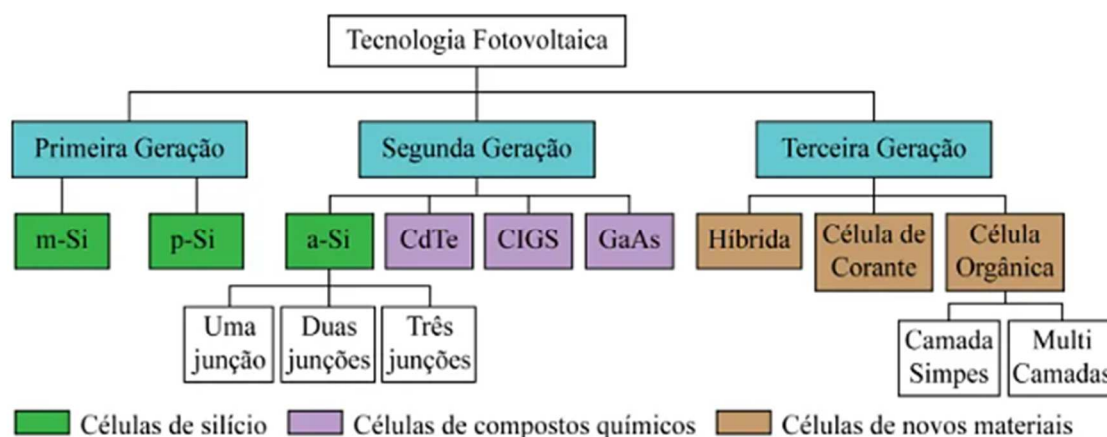 Tecnologia Fotovoltaica
Primeira Geração
Segunda Geração
Terceira Geração
m-Si
p-Si
a-Si
CdTe
CIGS
GaAs
Híbrida
Célula de
Corante
Célula
Orgânica
Uma
junção
Duas
junções
Três
junções
Camada
Simpes
Multi
Camadas
Células de silício
Células de compostos químicos
Células de novos materiais